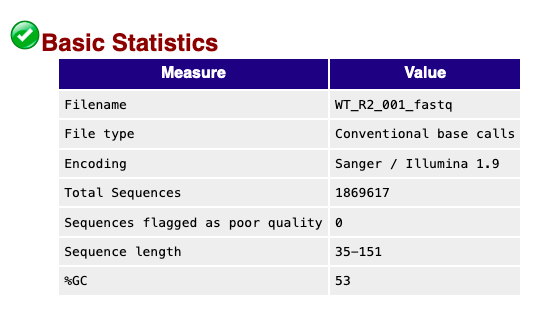 Basic Statistics
Measure Value
Filename WT_R2_001_fastq
File type Conventional base calls
Encoding Sanger / Illumina 1.9
Total Sequences 1869617
Sequences flagged as poor quality 0
Sequence length 35-151
%GC 53